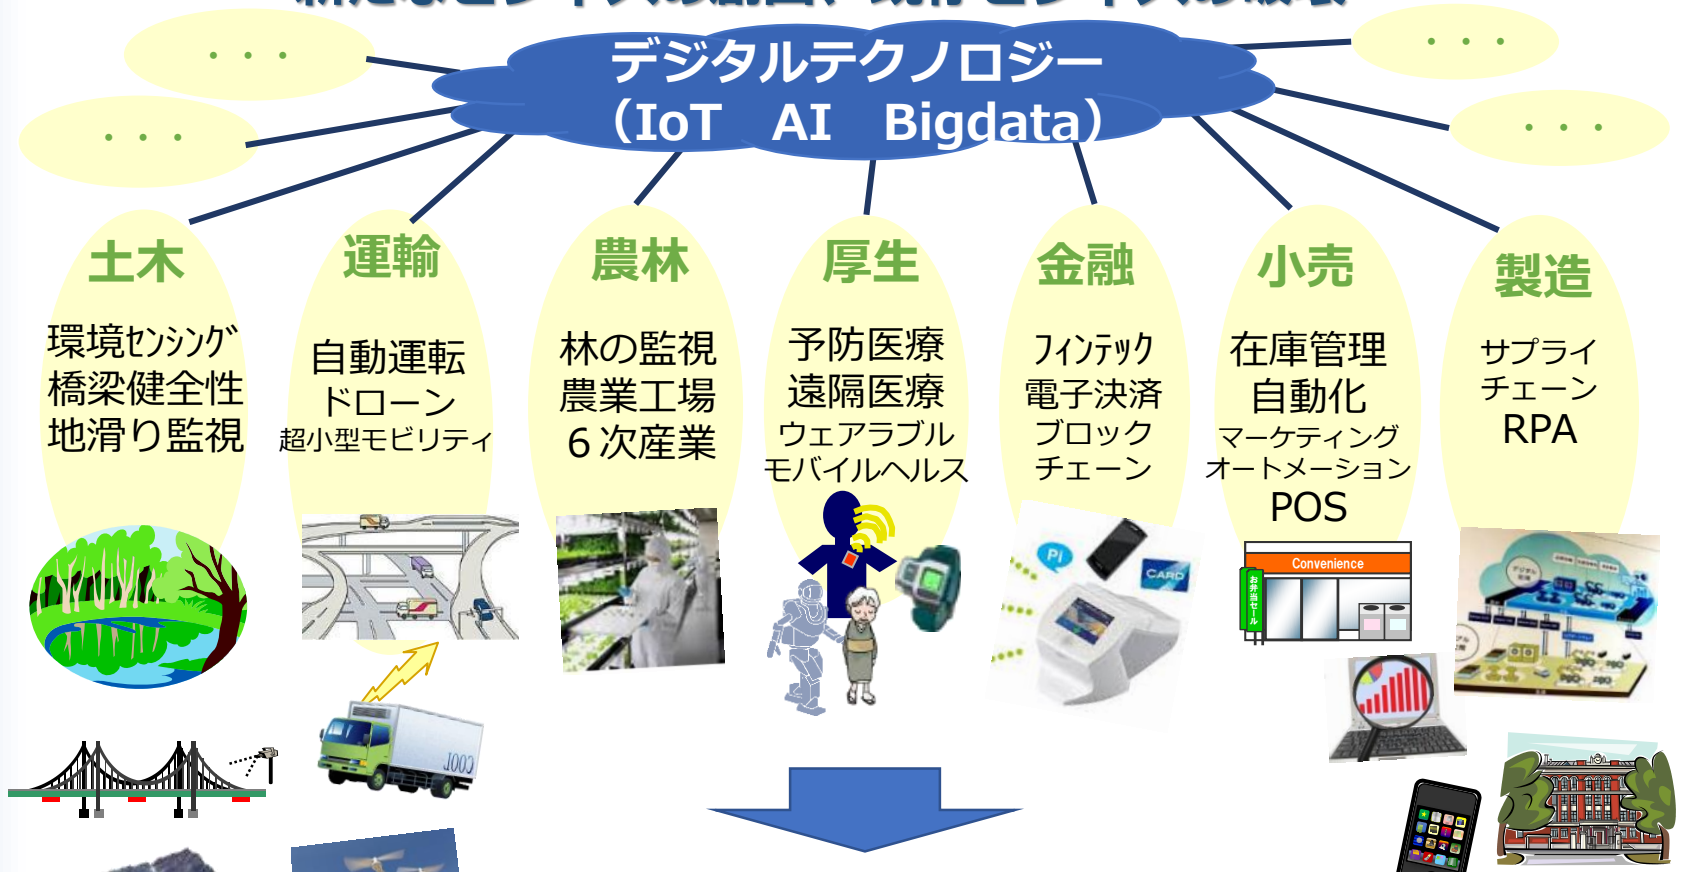 ・・・
・・・
デジタルテクノロジー
（IoT　AI　Bigdata）
・・・
・・・
土木
環境ｾﾝｼﾝｸﾞ
橋梁健全性
地滑り監視
運輸
自動運転
ドローン
超小型モビリティ
農林
林の監視
農業工場
６次産業
厚生
予防医療
遠隔医療
ウェアラブル
モバイルヘルス
金融
ﾌｨﾝﾃｯｸ
電子決済
ブロック
チェーン
小売
在庫管理
自動化
マーケティング
オートメーション
POS
製造
サプライ
チェーン
RPA
Pi
CARD
Convenience
お弁当セール
COOL